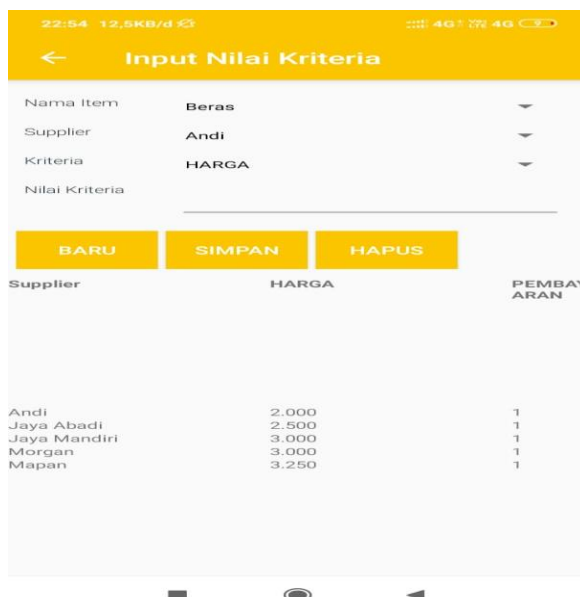 22:54 12,5KB/d
4G+ 4G 9
Input Nilai Kriteria
Nama Item Beras
Supplier Andi
Kriteria HARGA
Nilai Kriteria
BARU SIMPAN HAPUS
Supplier HARGA PEMBAY
ARAN
Andi 2.000 1
Jaya Abadi 2.500 1
Jaya Mandiri 3.000 1
Morgan 3.000 1
Mapan 3.250 1